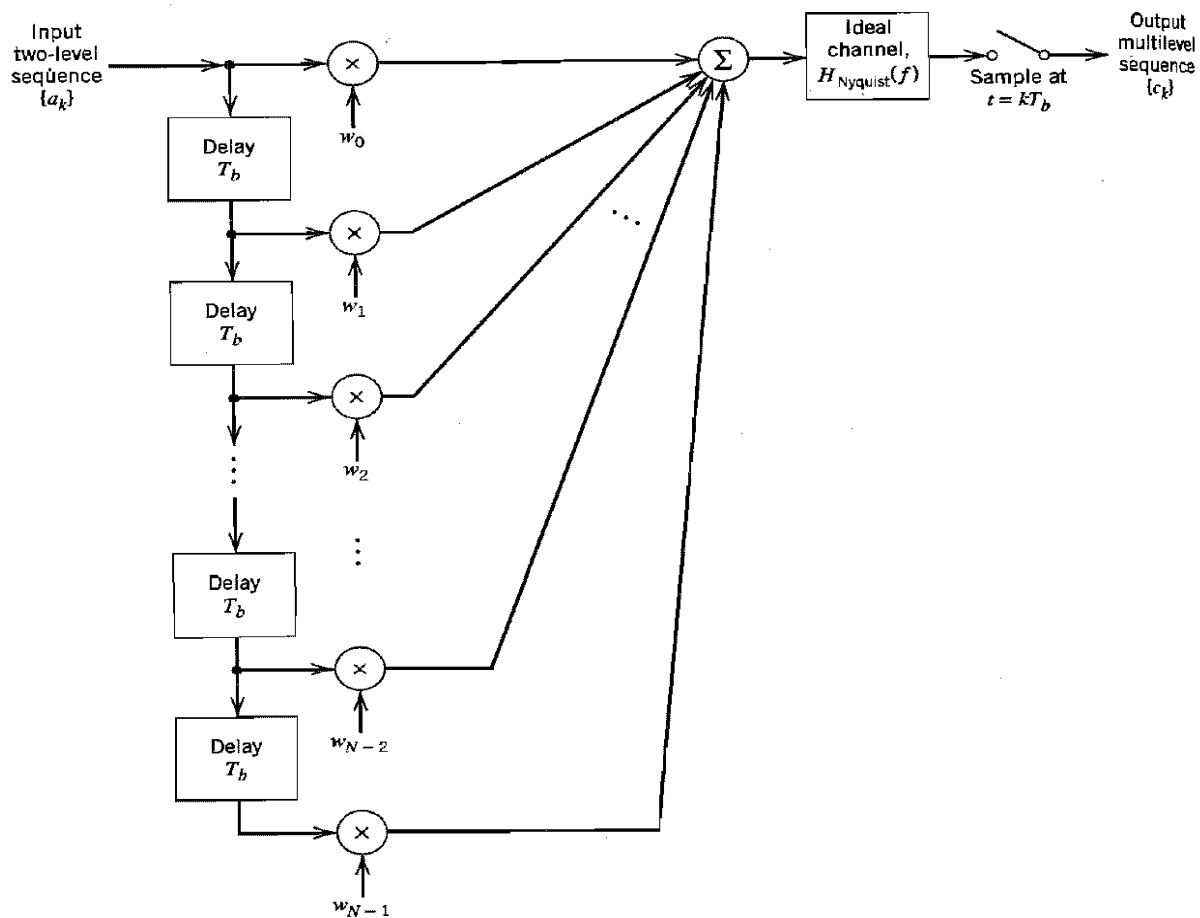 Input
two-level
sequence
{a_k}
×
w_0
Σ
Ideal
channel,
H_Nyquist(f)
Sample at
t = kT_b
Output
multilevel
sequence
{c_k}
Delay
T_b
×
w_1
Delay
T_b
×
w_2
Delay
T_b
×
w_{N-2}
Delay
T_b
×
w_{N-1}